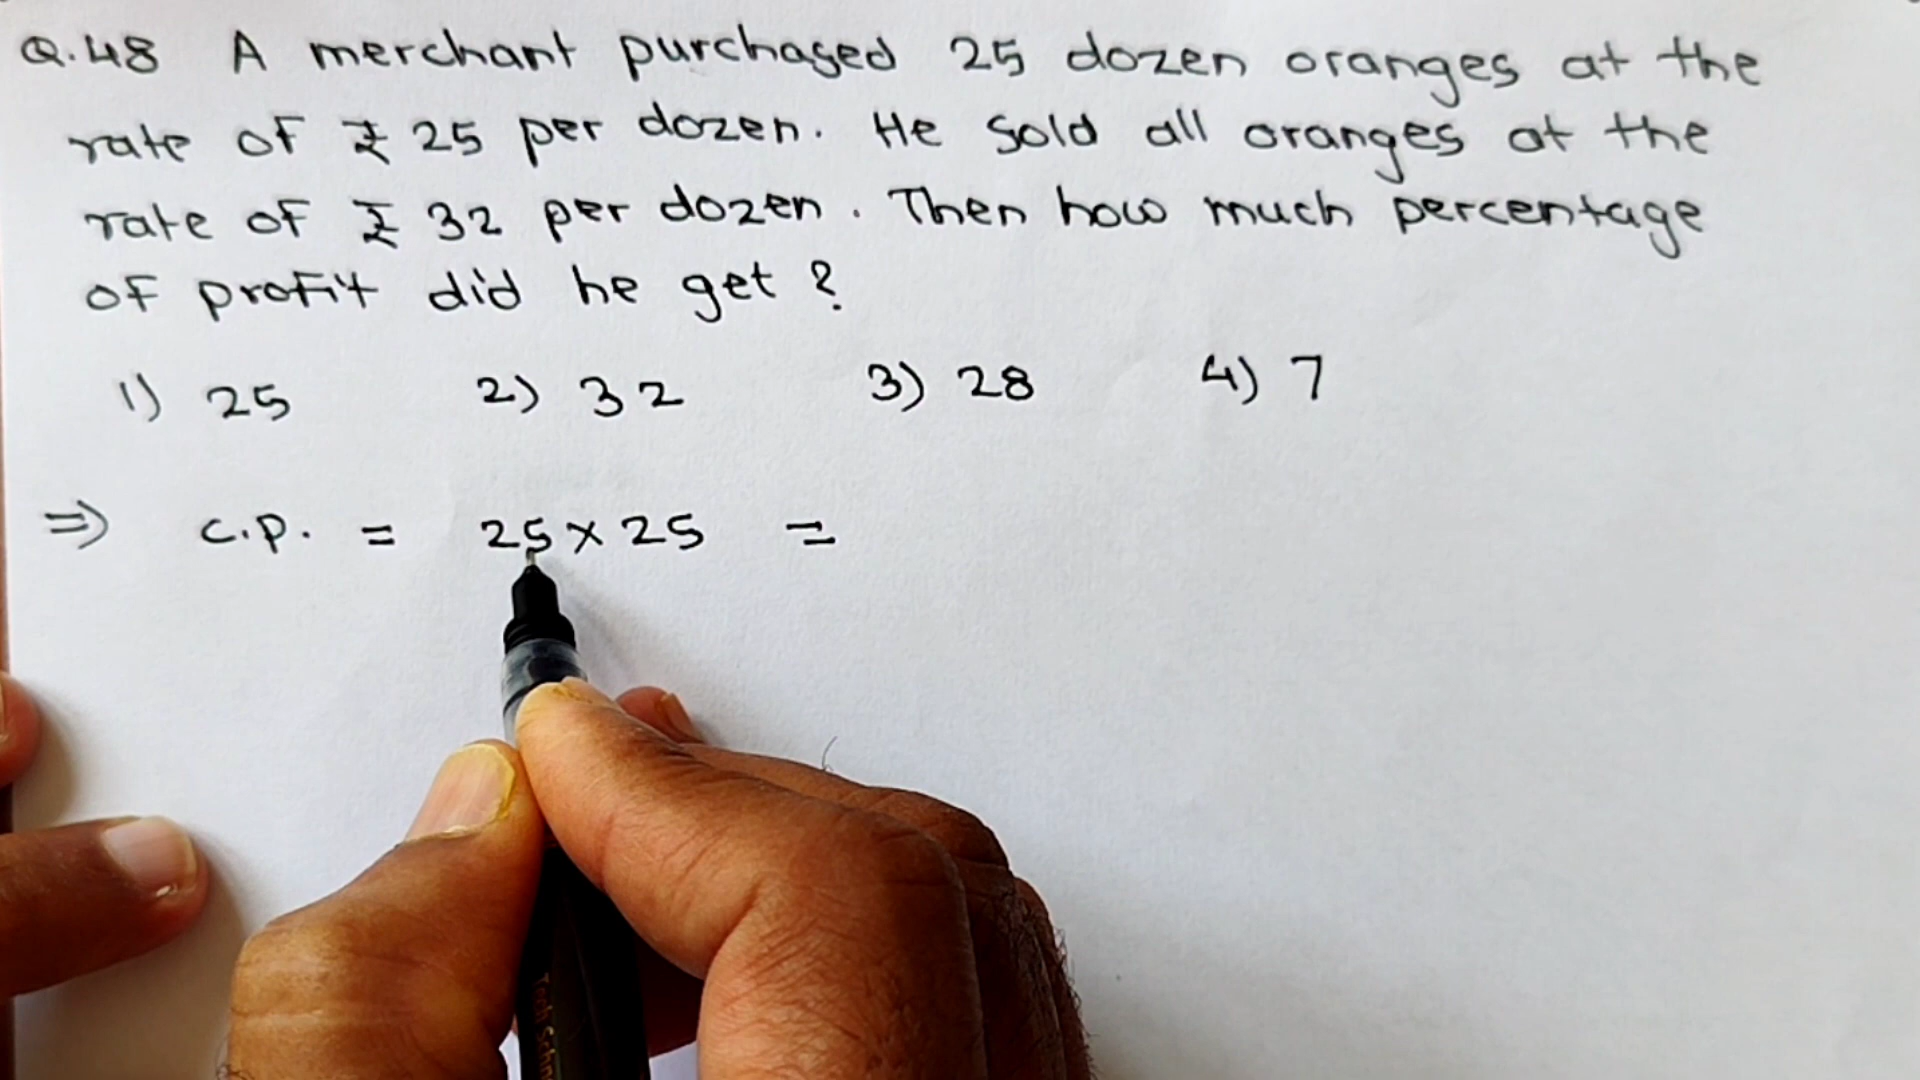 Q.48 A merchant purchased 25 dozen oranges at the
rate of ₹ 25 per dozen. He sold all oranges at the
rate of ₹ 32 per dozen. Then how much percentage
of profit did he get ?
1) 25 2) 32 3) 28 4) 7
⇒ C.P. = 25 × 25 =